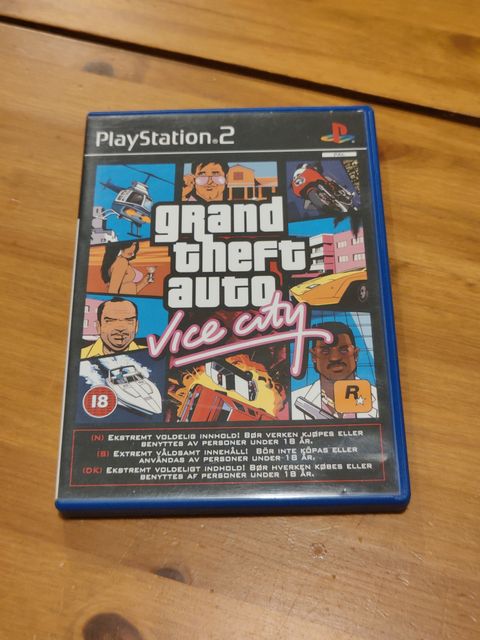 PlayStation®2
PAL
grand
theft
auto
Vice City
18
R★
(N) EKSTREMT VOLDELIG INNHOLD! BØR VERKEN KJØPES ELLER
BENYTTES AV PERSONER UNDER 18 ÅR.
(S) EXTREMT VÅLDSAMT INNEHÅLL! BÖR INTE KÖPAS ELLER
ANVÄNDAS AV PERSONER UNDER 18 ÅR.
(DK) EKSTREMT VOLDELIGT INDHOLD! BØR HVERKEN KØBES ELLER
BENYTTES AF PERSONER UNDER 18 ÅR.